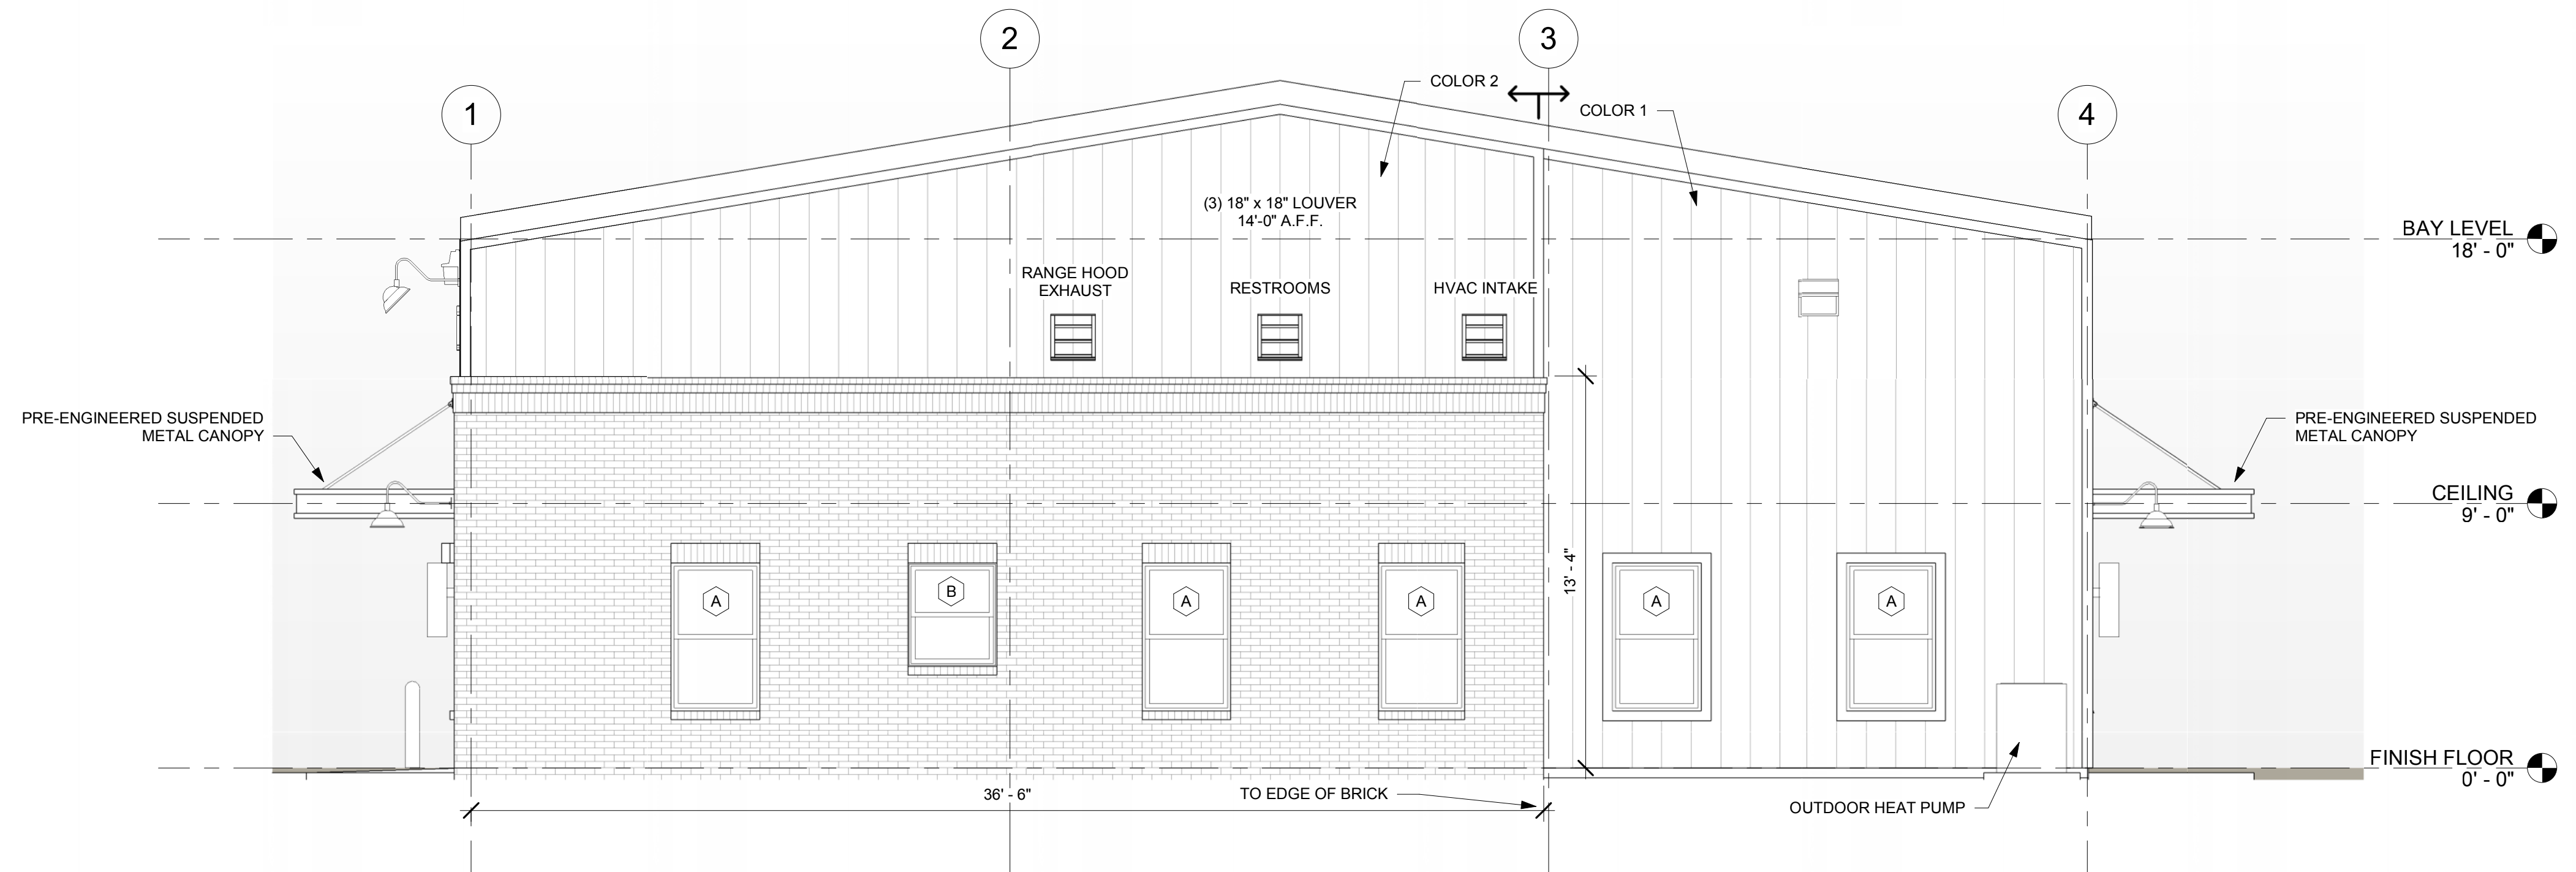 1
2
3
4
COLOR 2
COLOR 1
(3) 18" x 18" LOUVER
14'-0" A.F.F.
BAY LEVEL
18' - 0"
RANGE HOOD
EXHAUST
RESTROOMS
HVAC INTAKE
PRE-ENGINEERED SUSPENDED
METAL CANOPY
PRE-ENGINEERED SUSPENDED
METAL CANOPY
CEILING
9' - 0"
13' - 4"
A
B
A
A
A
A
FINISH FLOOR
0' - 0"
36' - 6"
TO EDGE OF BRICK
OUTDOOR HEAT PUMP